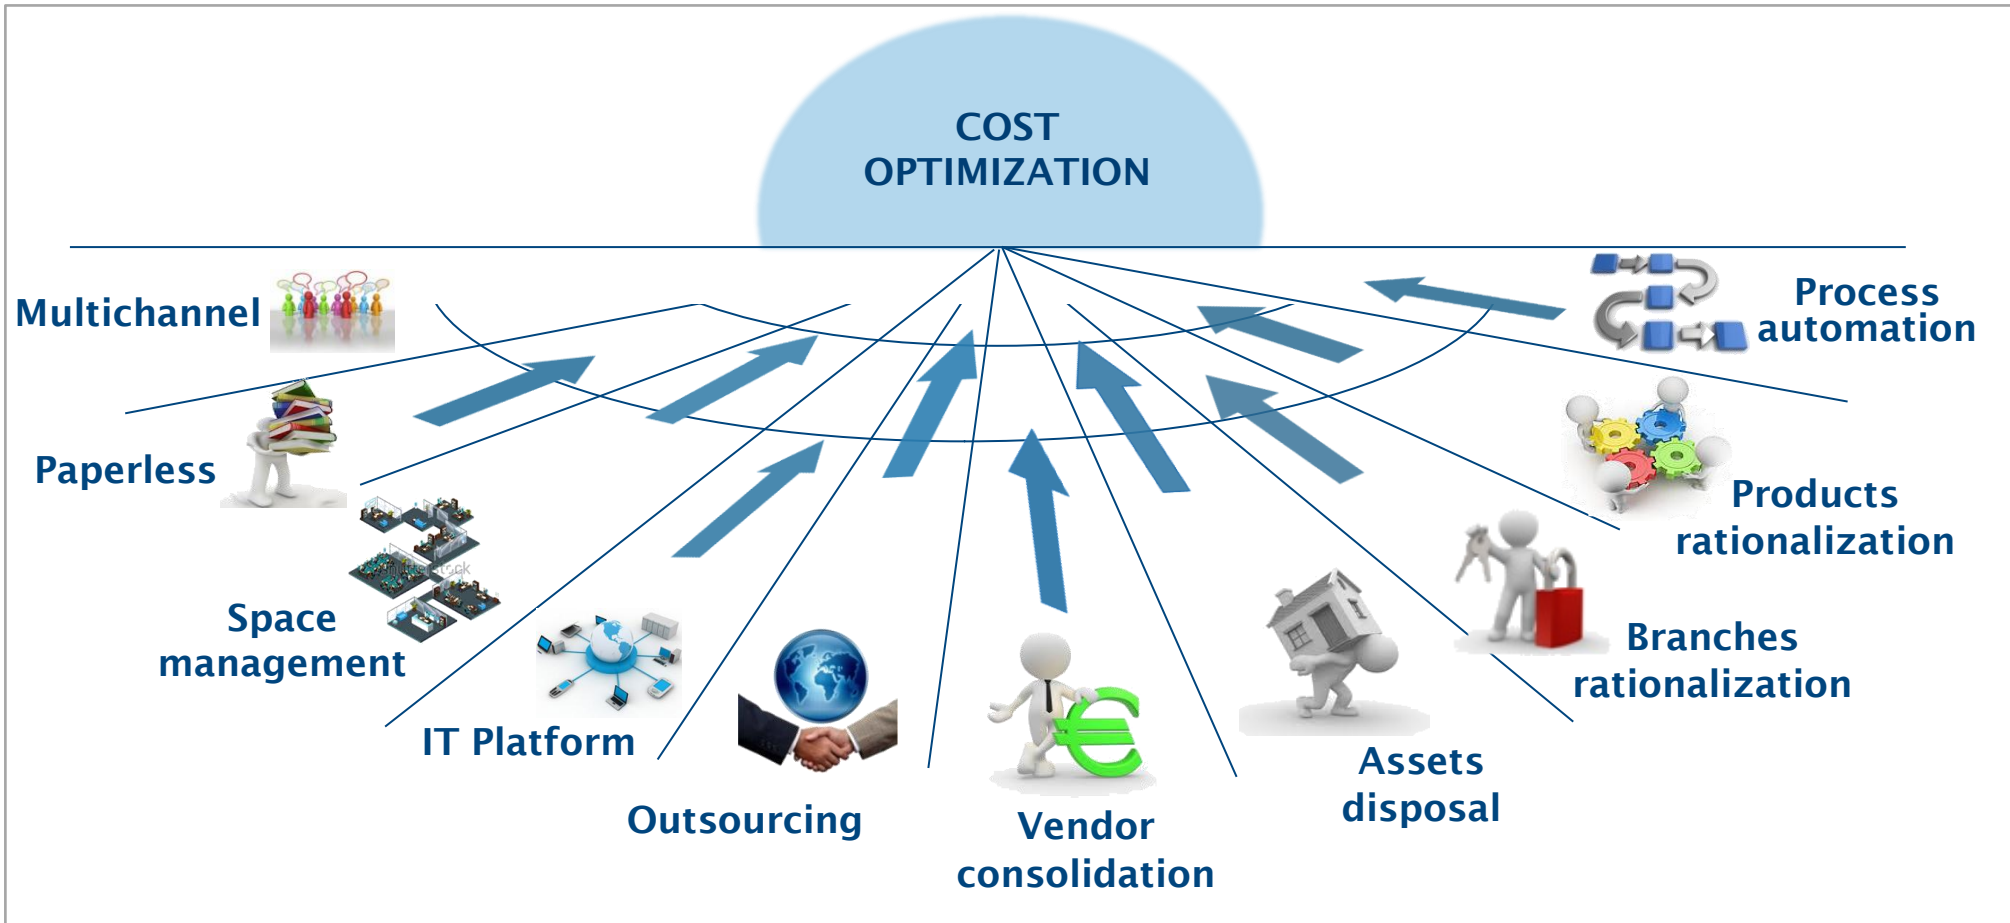 COST
OPTIMIZATION
Multichannel
Process
automation
Paperless
Products
rationalization
Space
management
Branches
rationalization
IT Platform
Assets
disposal
Outsourcing
Vendor
consolidation